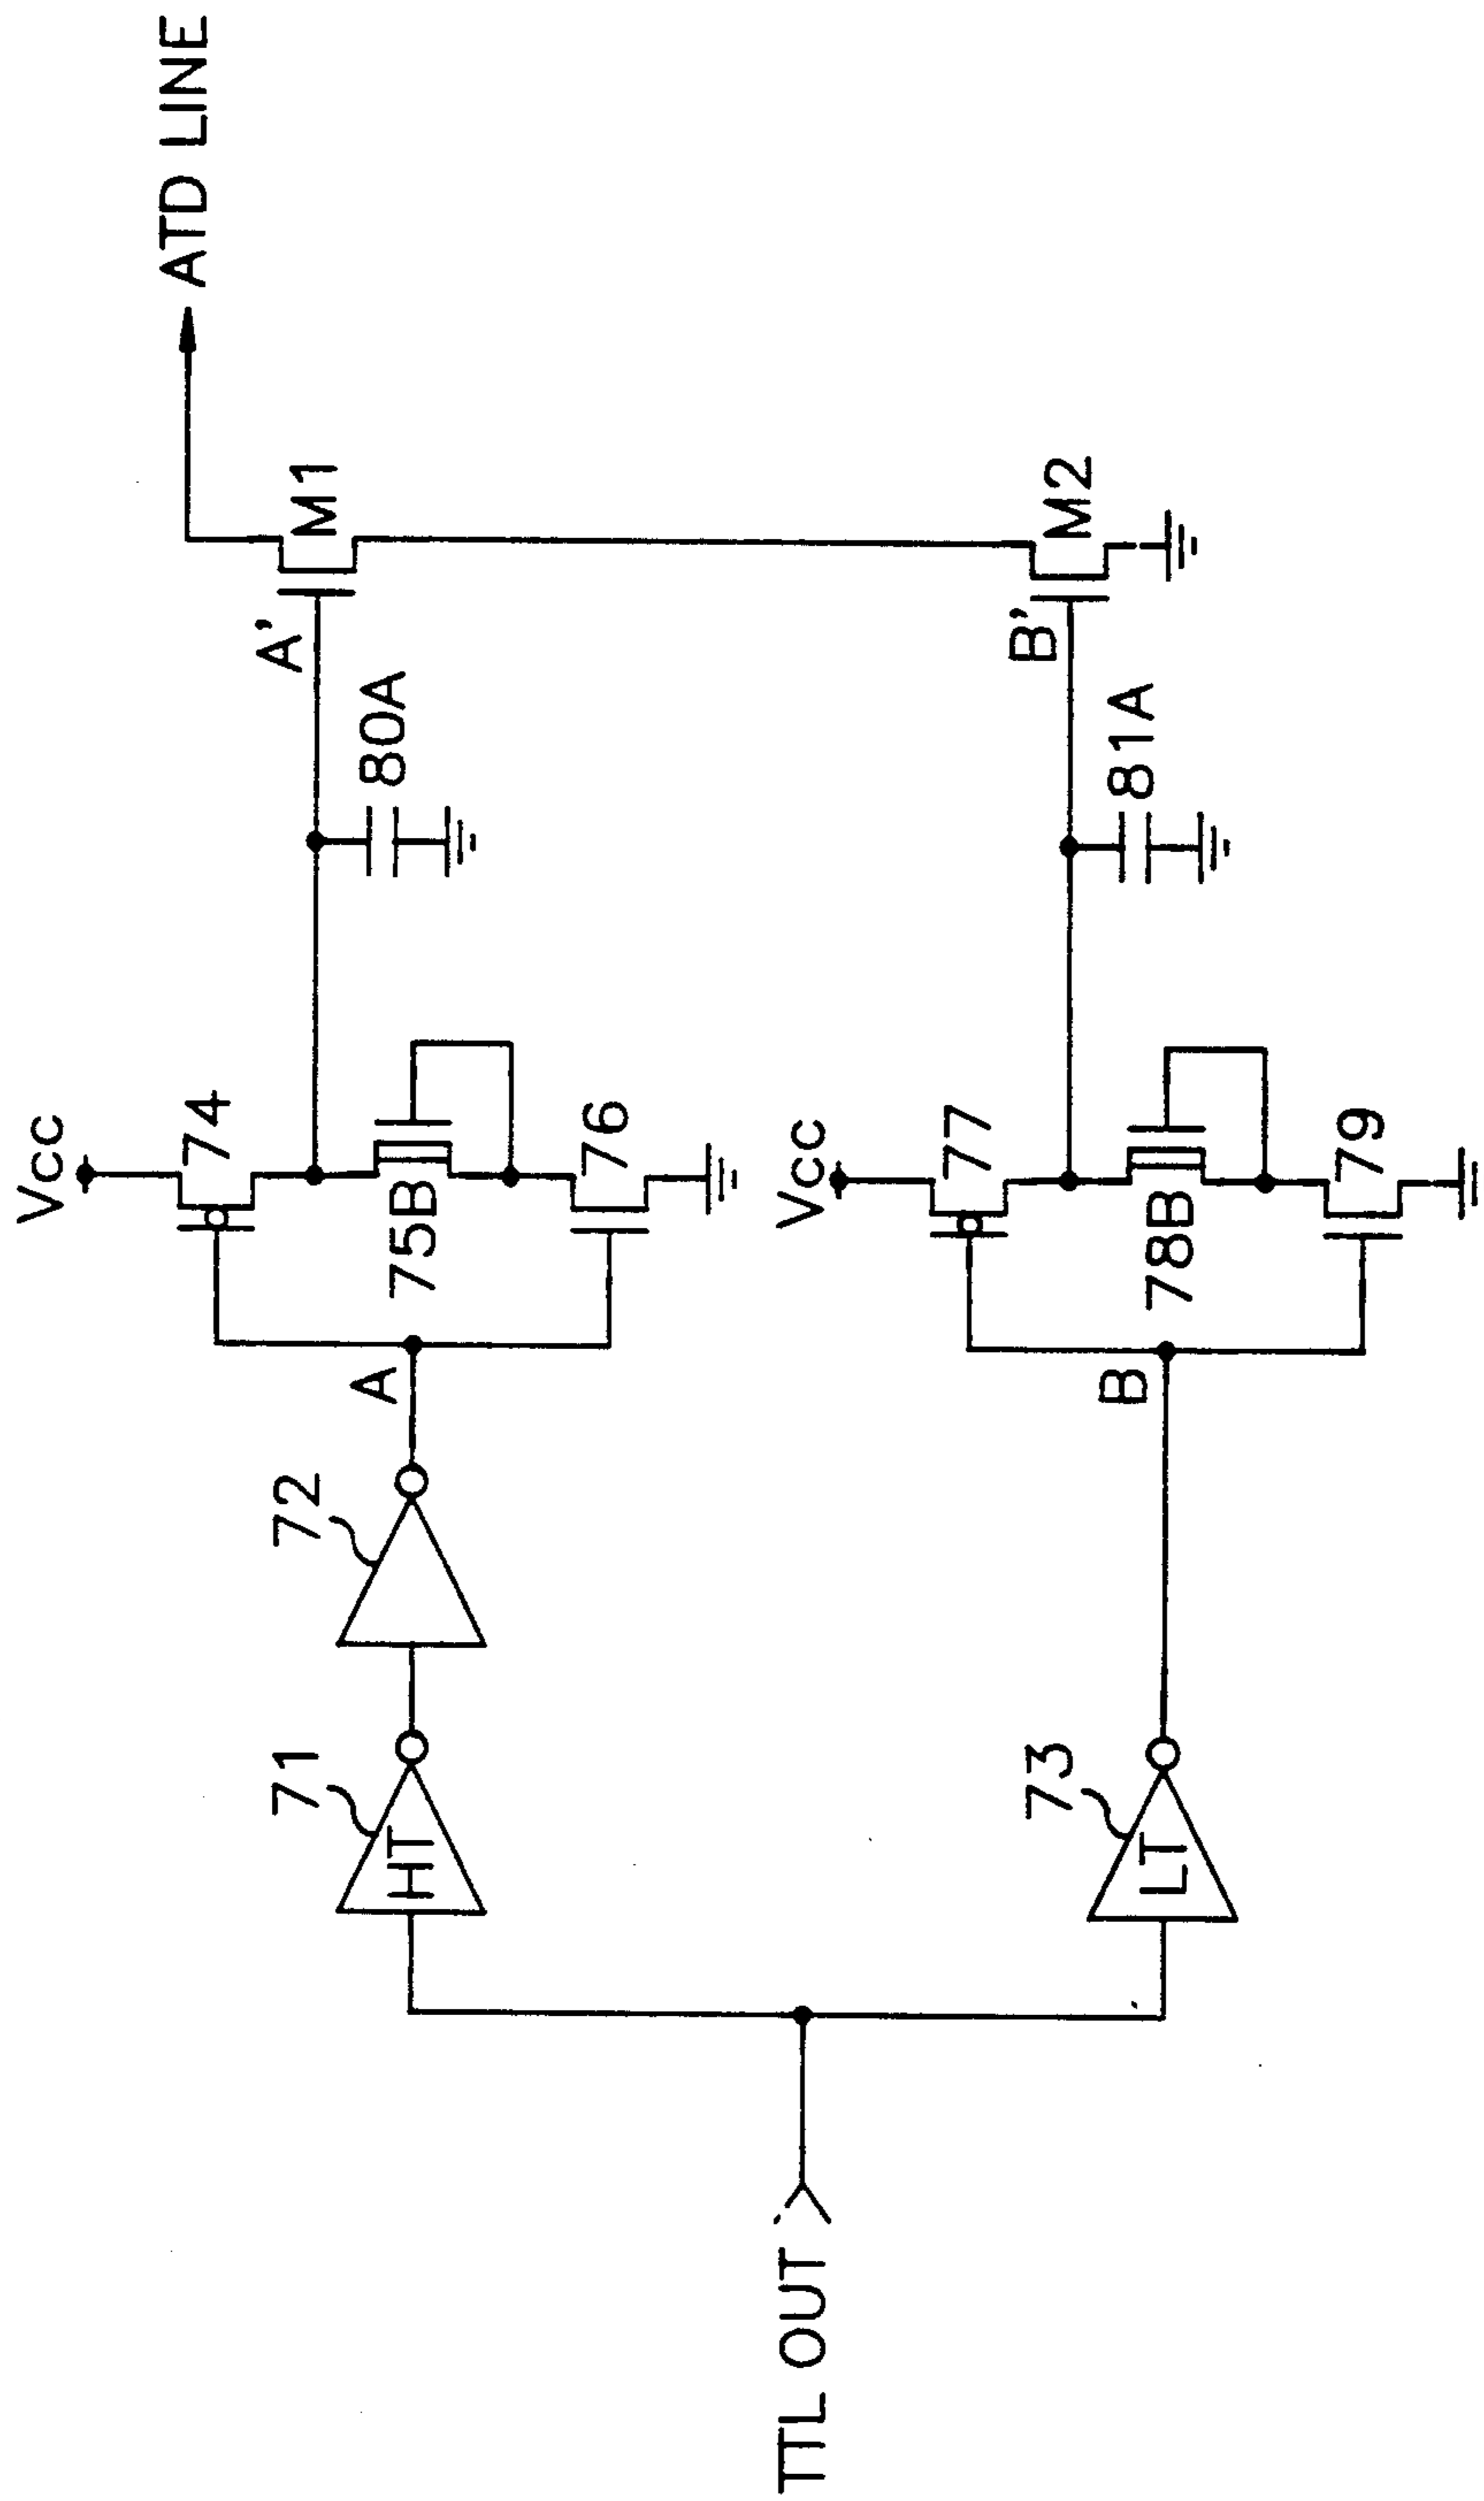 TTL OUT
HT
71
72
A
Vcc
74
75B
76
80A
A'
M1
ATD LINE
LT
73
B
Vcc
77
78B
79
81A
B'
M2